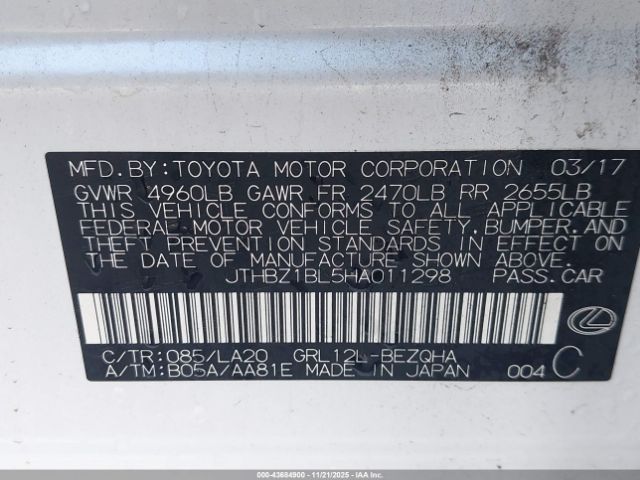 MFD. BY: TOYOTA MOTOR CORPORATION 03/17
GVWR 4960LB GAWR FR 2470LB RR 2655LB
THIS VEHICLE CONFORMS TO ALL APPLICABLE
FEDERAL MOTOR VEHICLE SAFETY, BUMPER, AND
THEFT PREVENTION STANDARDS IN EFFECT ON
THE DATE OF MANUFACTURE SHOWN ABOVE.
JTHBZ1BL5HA011298 PASS.CAR
C/TR: 085/LA20 GRL12L-BEZQHA
A/TM: B05A/AA81E MADE IN JAPAN 004 C
000-43684900 - 11/21/2025 - IAAI.COM